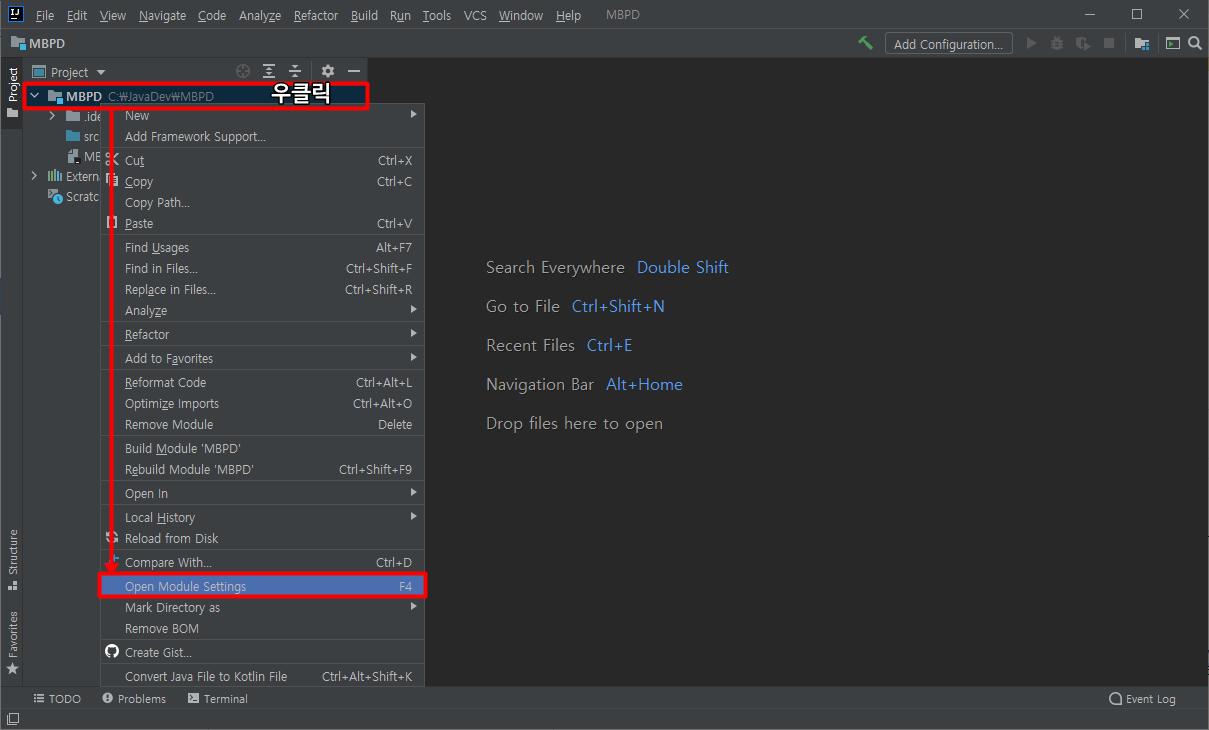 File Edit View Navigate Code Analyze Refactor Build Run Tools VCS Window Help MBPD
MBPD Add Configuration...
Project
Project
MBPD C:₩JavaDev₩MBPD 우클릭
.ide
src
MB
Extern
Scratc
New
Add Framework Support...
Cut Ctrl+X
Copy Ctrl+C
Copy Path...
Paste Ctrl+V
Find Usages Alt+F7
Find in Files... Ctrl+Shift+F
Replace in Files... Ctrl+Shift+R
Analyze
Refactor
Add to Favorites
Reformat Code Ctrl+Alt+L
Optimize Imports Ctrl+Alt+O
Remove Module Delete
Build Module 'MBPD'
Rebuild Module 'MBPD' Ctrl+Shift+F9
Open In
Local History
Reload from Disk
Compare With... Ctrl+D
Open Module Settings F4
Mark Directory as
Remove BOM
Create Gist...
Convert Java File to Kotlin File Ctrl+Alt+Shift+K
Search Everywhere Double Shift
Go to File Ctrl+Shift+N
Recent Files Ctrl+E
Navigation Bar Alt+Home
Drop files here to open
Structure
Favorites
TODO Problems Terminal Event Log